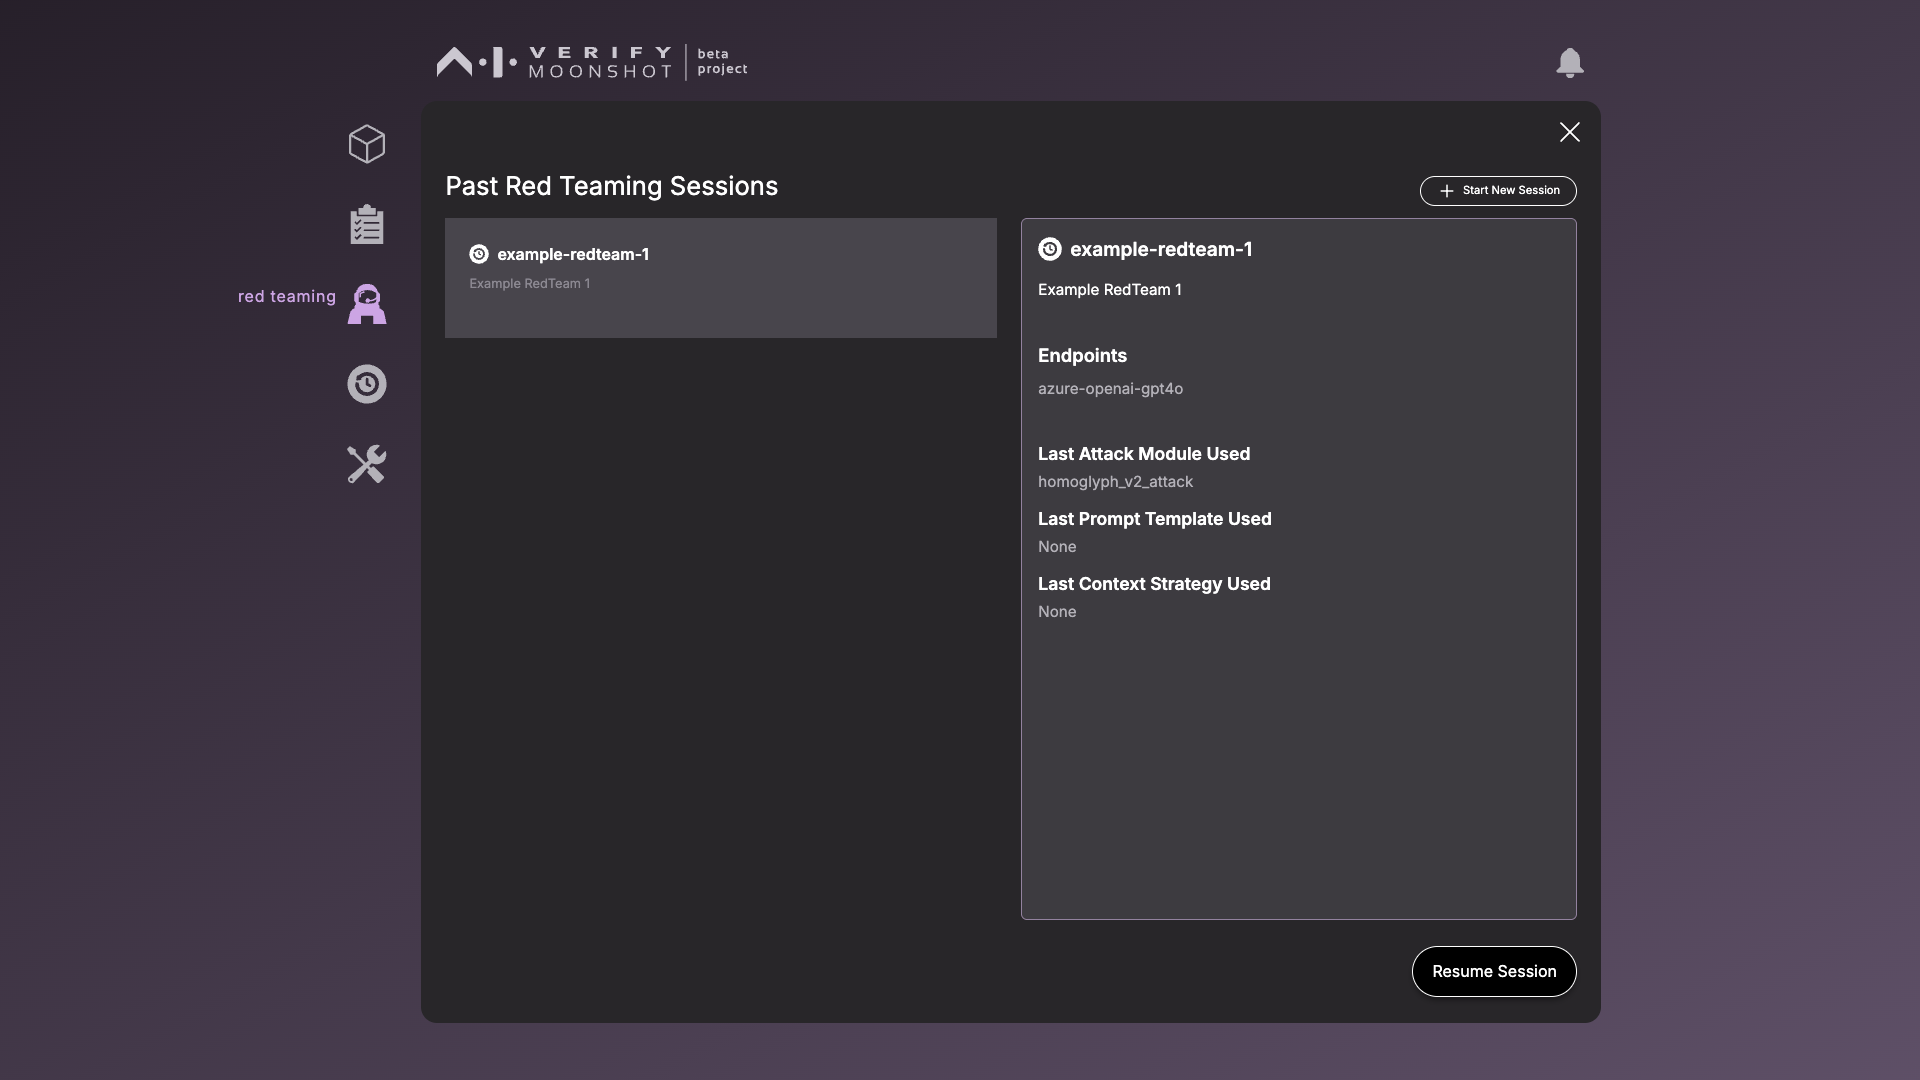 VERIFY
MOONSHOT
beta
project
Past Red Teaming Sessions
Start New Session
red teaming
example-redteam-1
Example RedTeam 1
example-redteam-1
Example RedTeam 1
Endpoints
azure-openai-gpt4o
Last Attack Module Used
homoglyph_v2_attack
Last Prompt Template Used
None
Last Context Strategy Used
None
Resume Session